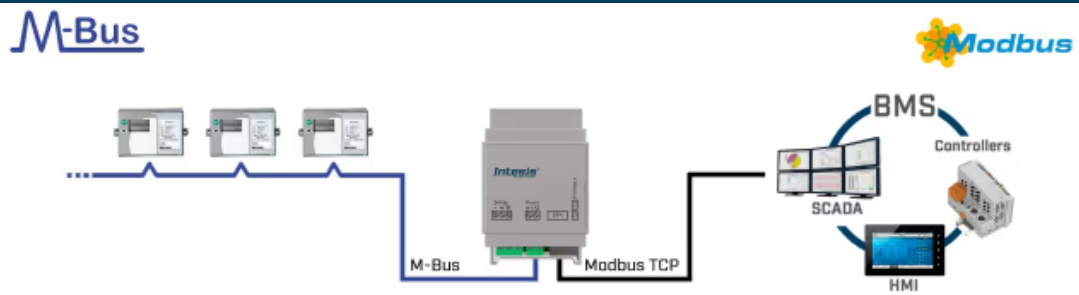 M-Bus
Modbus
BMS
Controllers
Intesis
SCADA
M-Bus
Modbus TCP
HMI